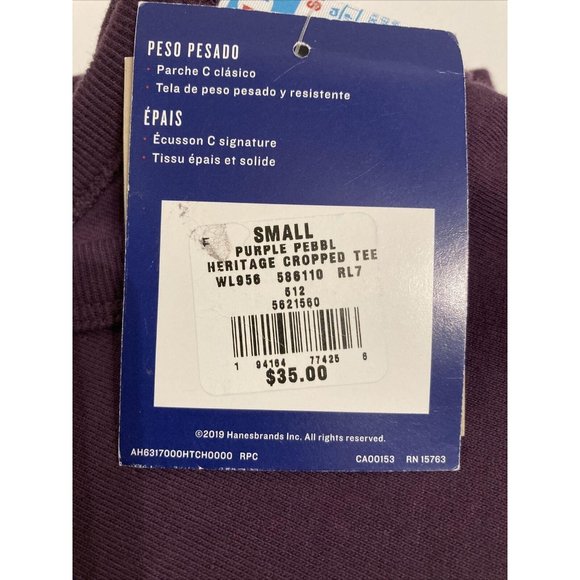 PESO PESADO
· Parche C clásico
· Tela de peso pesado y resistente
ÉPAIS
· Écusson C signature
· Tissu épais et solide
SMALL
PURPLE PEBBL
HERITAGE CROPPED TEE
WL956 586110 RL7
512
5621560
1 94164 77425 6
$35.00
©2019 Hanesbrands Inc. All rights reserved.
AH6317000HTCH0000 RPC
CA00153 RN 15763